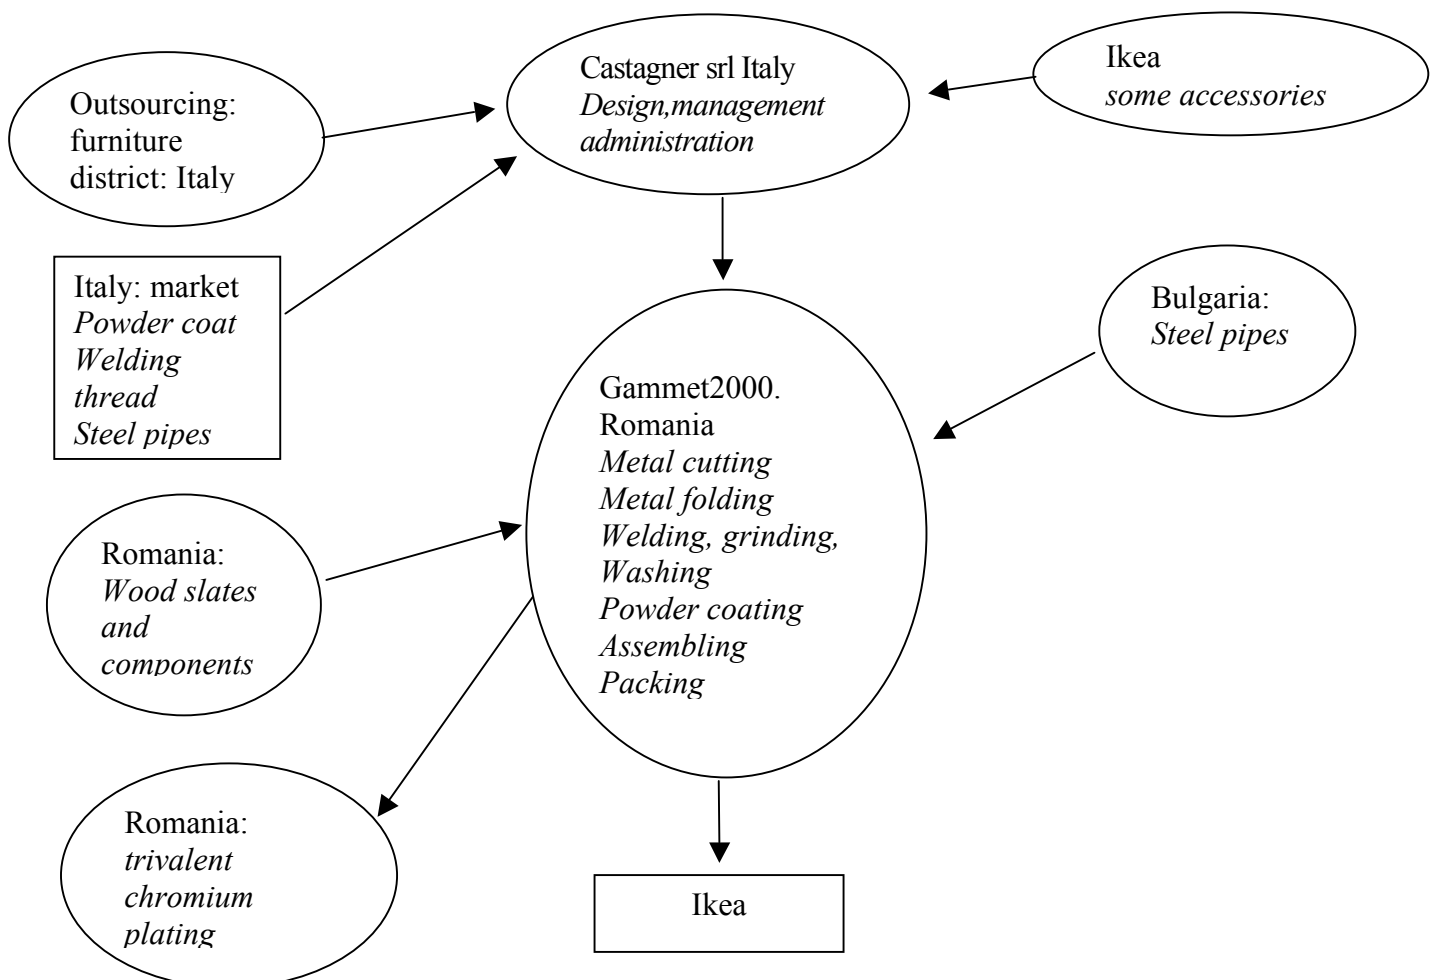 Castagner srl Italy
Design,management
administration
Ikea
some accessories
Outsourcing:
furniture
district: Italy
Italy: market
Powder coat
Welding
thread
Steel pipes
Bulgaria:
Steel pipes
Gammet2000.
Romania
Metal cutting
Metal folding
Welding, grinding,
Washing
Powder coating
Assembling
Packing
Romania:
Wood slates
and
components
Romania:
trivalent
chromium
plating
Ikea